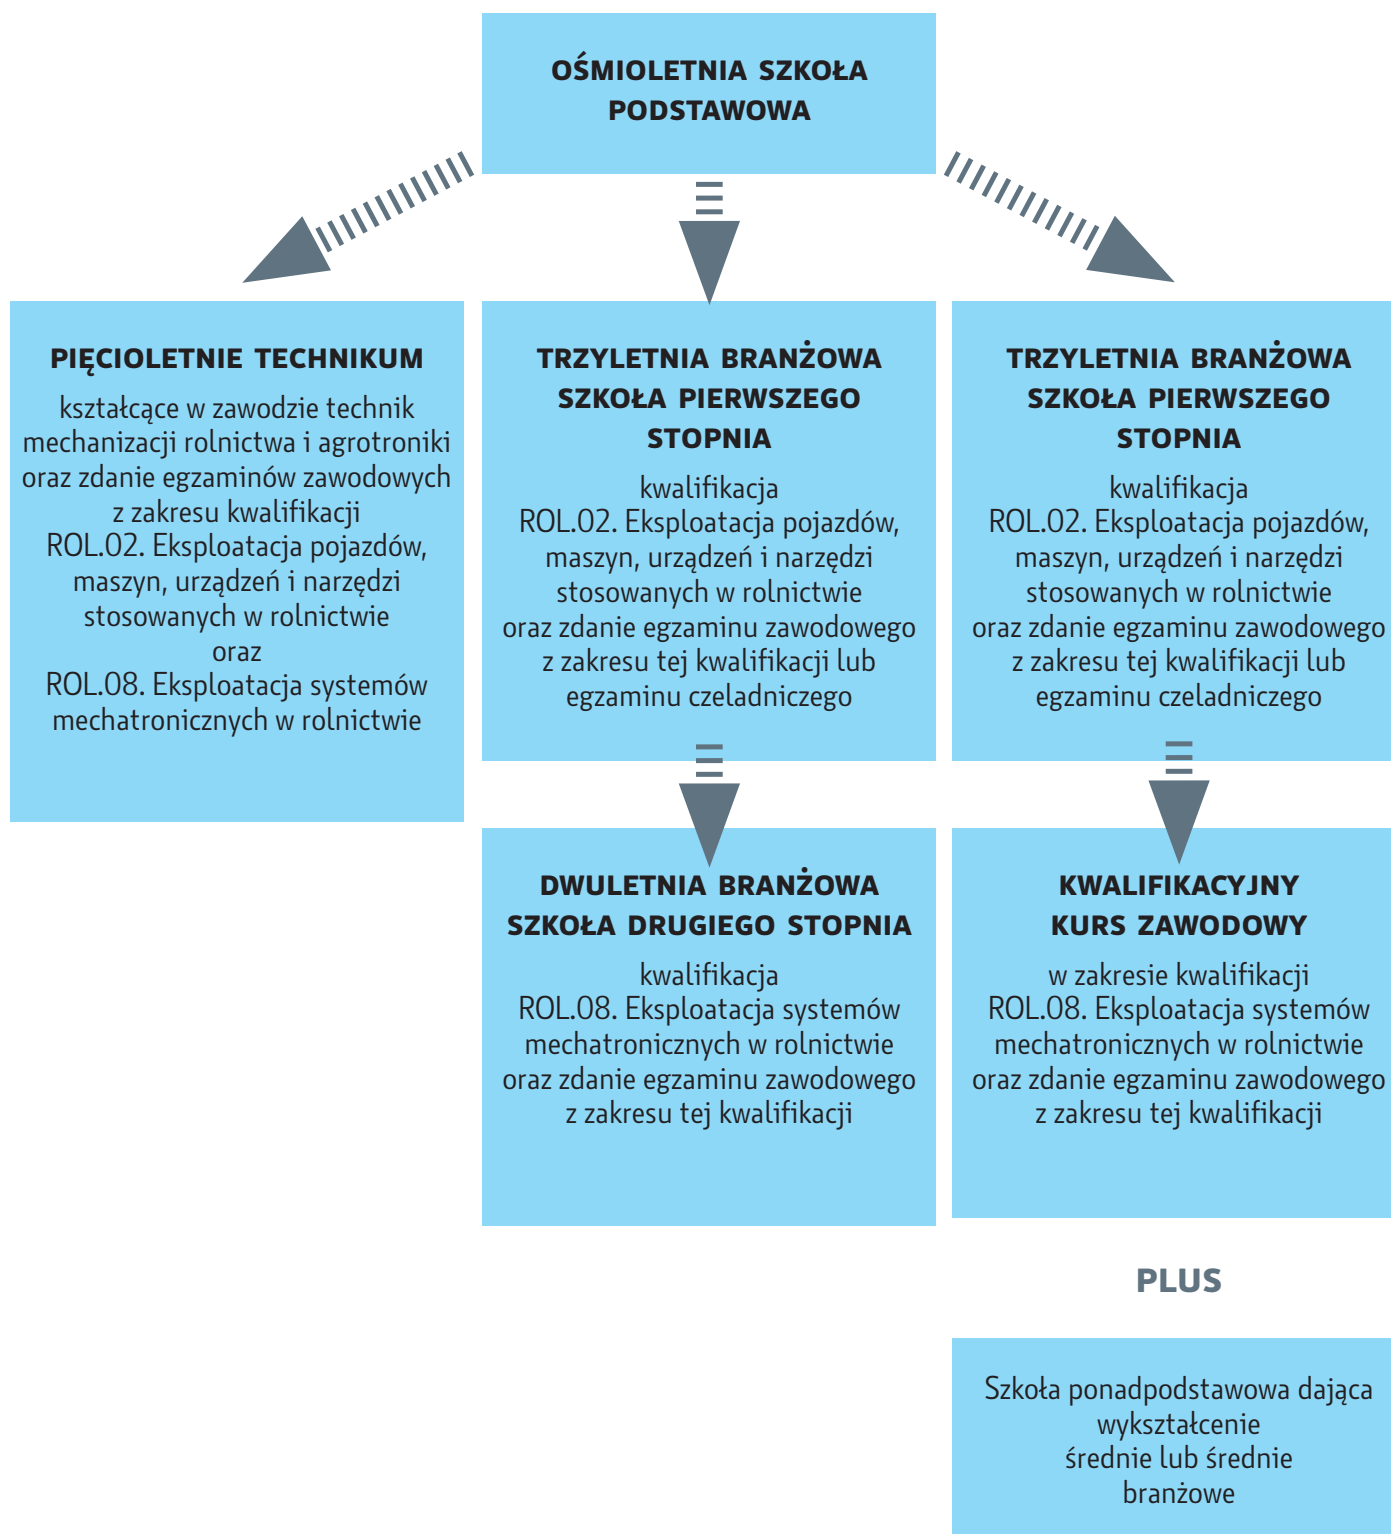 OŚMIOLETNIA SZKOŁA
PODSTAWOWA
PIĘCIOLETNIE TECHNIKUM
kształcące w zawodzie technik
mechanizacji rolnictwa i agrotroniki
oraz zdanie egzaminów zawodowych
z zakresu kwalifikacji
ROL.02. Eksploatacja pojazdów,
maszyn, urządzeń i narzędzi
stosowanych w rolnictwie
oraz
ROL.08. Eksploatacja systemów
mechatronicznych w rolnictwie
TRZYLETNIA BRANŻOWA
SZKOŁA PIERWSZEGO
STOPNIA
kwalifikacja
ROL.02. Eksploatacja pojazdów,
maszyn, urządzeń i narzędzi
stosowanych w rolnictwie
oraz zdanie egzaminu zawodowego
z zakresu tej kwalifikacji lub
egzaminu czeladniczego
TRZYLETNIA BRANŻOWA
SZKOŁA PIERWSZEGO
STOPNIA
kwalifikacja
ROL.02. Eksploatacja pojazdów,
maszyn, urządzeń i narzędzi
stosowanych w rolnictwie
oraz zdanie egzaminu zawodowego
z zakresu tej kwalifikacji lub
egzaminu czeladniczego
DWULETNIA BRANŻOWA
SZKOŁA DRUGIEGO STOPNIA
kwalifikacja
ROL.08. Eksploatacja systemów
mechatronicznych w rolnictwie
oraz zdanie egzaminu zawodowego
z zakresu tej kwalifikacji
KWALIFIKACYJNY
KURS ZAWODOWY
w zakresie kwalifikacji
ROL.08. Eksploatacja systemów
mechatronicznych w rolnictwie
oraz zdanie egzaminu zawodowego
z zakresu tej kwalifikacji
PLUS
Szkoła ponadpodstawowa dająca
wykształcenie
średnie lub średnie
branżowe